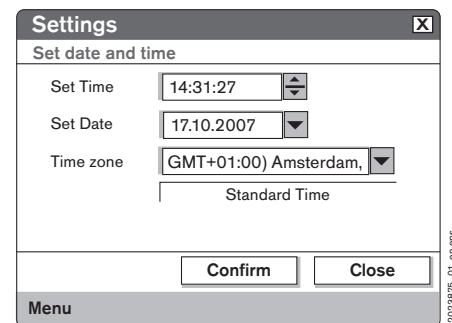 Settings X
Set date and time
Set Time 14:31:27
Set Date 17.10.2007
Time zone GMT+01:00) Amsterdam,
Standard Time
Confirm Close
Menu